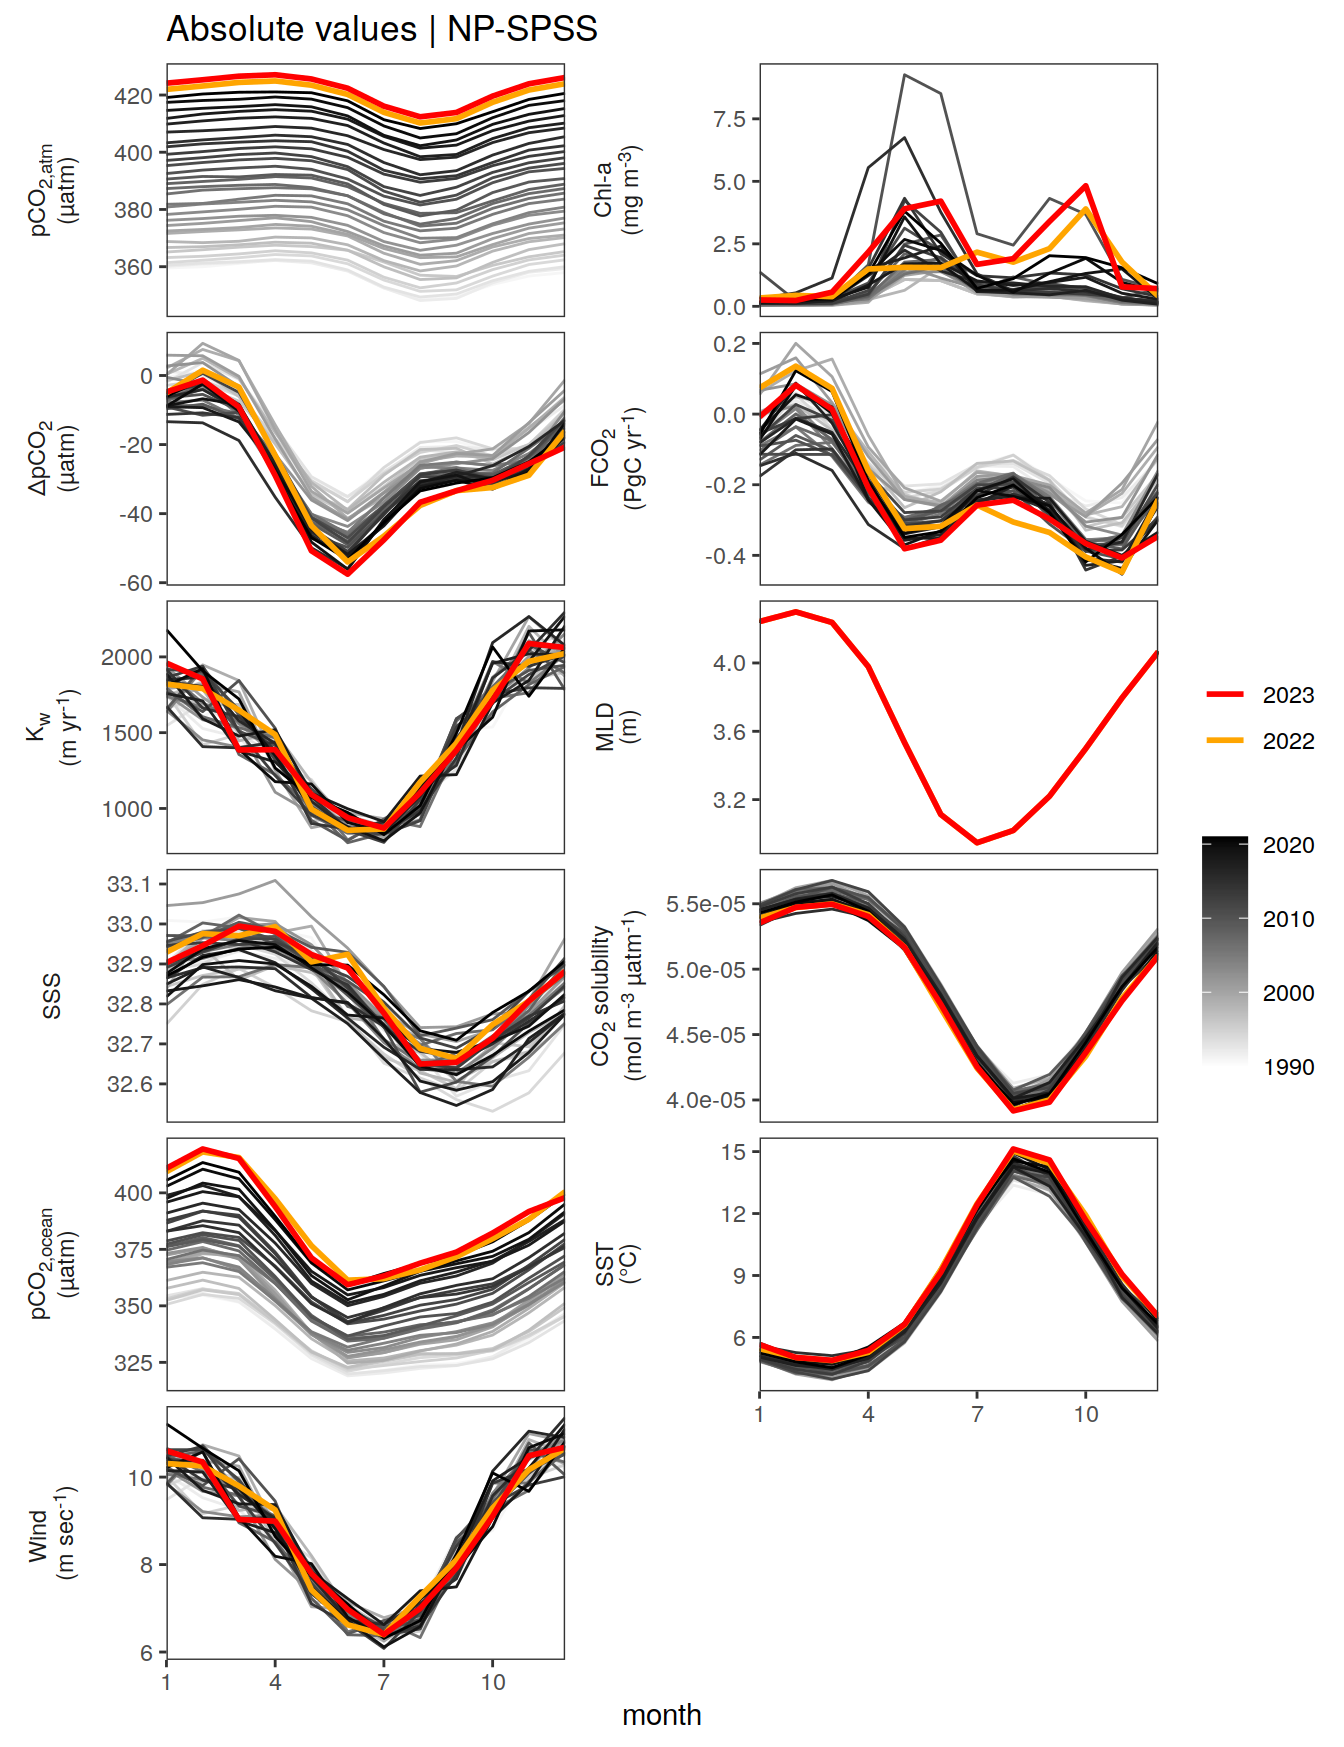 Absolute values | NP-SPSS
pCO2,atm
(µatm)
420
400
380
360
Chl-a
(mg m-3)
7.5
5.0
2.5
0.0
ΔpCO2
(µatm)
0
-20
-40
-60
FCO2
(PgC yr-1)
0.2
0.0
-0.2
-0.4
Kw
(m yr-1)
2000
1500
1000
MLD
(m)
4.0
3.6
3.2
SSS
33.1
33.0
32.9
32.8
32.7
32.6
CO2 solubility
(mol m-3 µatm-1)
5.5e-05
5.0e-05
4.5e-05
4.0e-05
pCO2,ocean
(µatm)
400
375
350
325
SST
(°C)
15
12
9
6
1 4 7 10
Wind
(m sec-1)
10
8
6
1 4 7 10
month
2023
2022
2020
2010
2000
1990